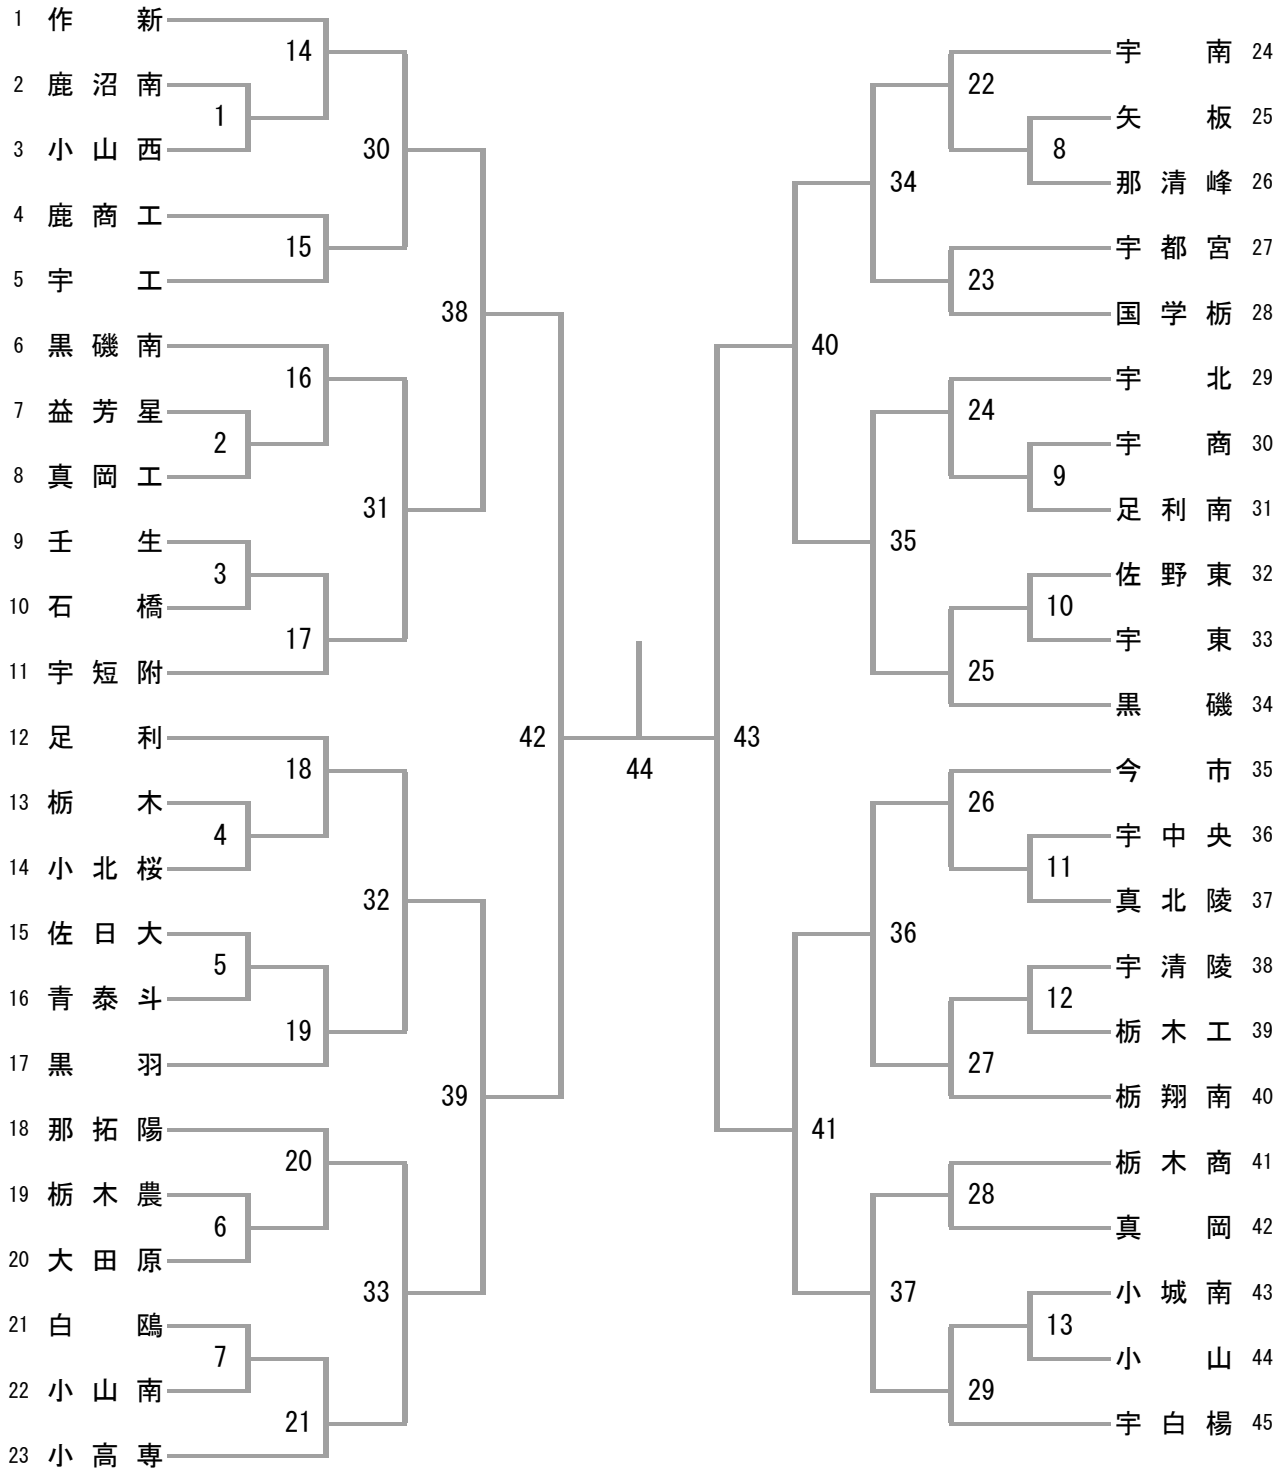 1 作新
14
2 鹿沼南
1
3 小山西
30
4 鹿商工
15
5 宇工
38
6 黒磯南
16
7 益芳星
2
8 真岡工
31
9 壬生
3
10 石橋
17
11 宇短附
42
12 足利
18
13 栃木
4
14 小北桜
32
15 佐日大
5
16 青泰斗
19
17 黒羽
39
18 那拓陽
20
19 栃木農
6
20 大田原
33
21 白鷗
7
22 小山南
21
23 小高専
44
宇南 24
22
矢板 25
8
那清峰 26
34
宇都宮 27
23
国学栃 28
40
宇北 29
24
宇商 30
9
足利南 31
35
佐野東 32
10
宇東 33
25
黒磯 34
43
今市 35
26
宇中央 36
11
真北陵 37
36
宇清陵 38
12
栃木工 39
27
栃翔南 40
41
栃木商 41
28
真岡 42
37
小城南 43
13
小山 44
29
宇白楊 45